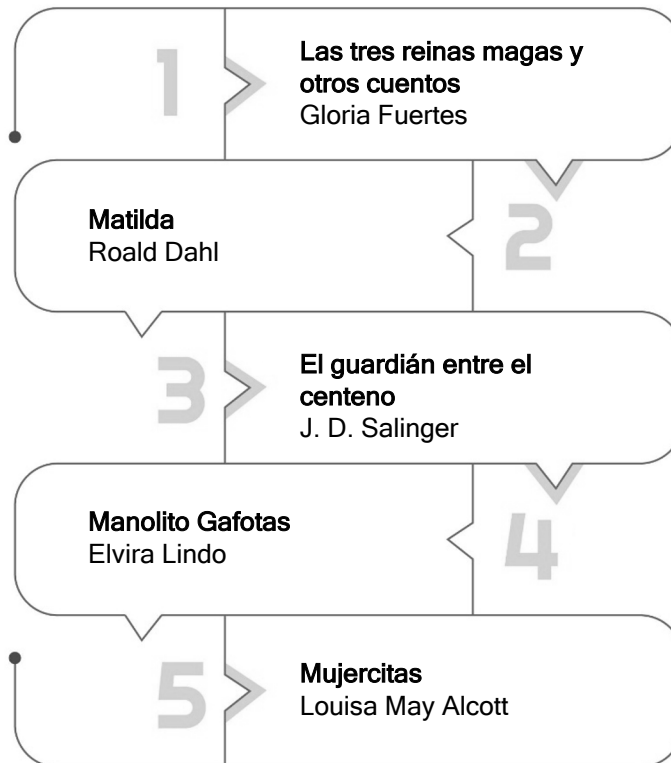 1
Las tres reinas magas y
otros cuentos
Gloria Fuertes
Matilda
Roald Dahl
2
3
El guardián entre el
centeno
J. D. Salinger
Manolito Gafotas
Elvira Lindo
4
5
Mujercitas
Louisa May Alcott